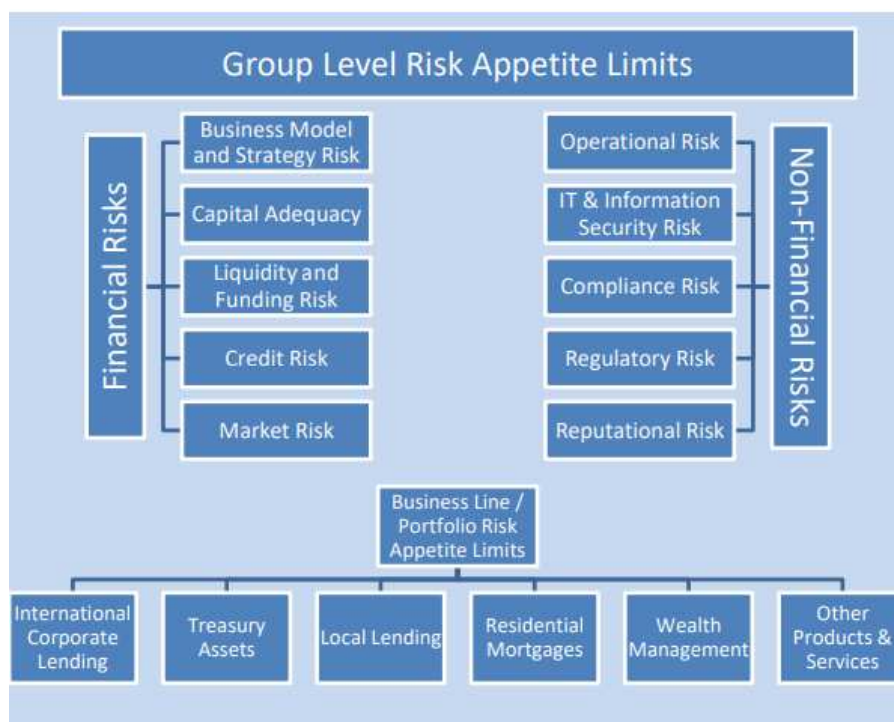 Group Level Risk Appetite Limits
Financial Risks
Business Model
and Strategy Risk
Capital Adequacy
Liquidity and
Funding Risk
Credit Risk
Market Risk
Operational Risk
IT & Information
Security Risk
Compliance Risk
Regulatory Risk
Reputational Risk
Non-Financial Risks
Business Line /
Portfolio Risk
Appetite Limits
International
Corporate
Lending
Treasury
Assets
Local Lending
Residential
Mortgages
Wealth
Management
Other
Products &
Services